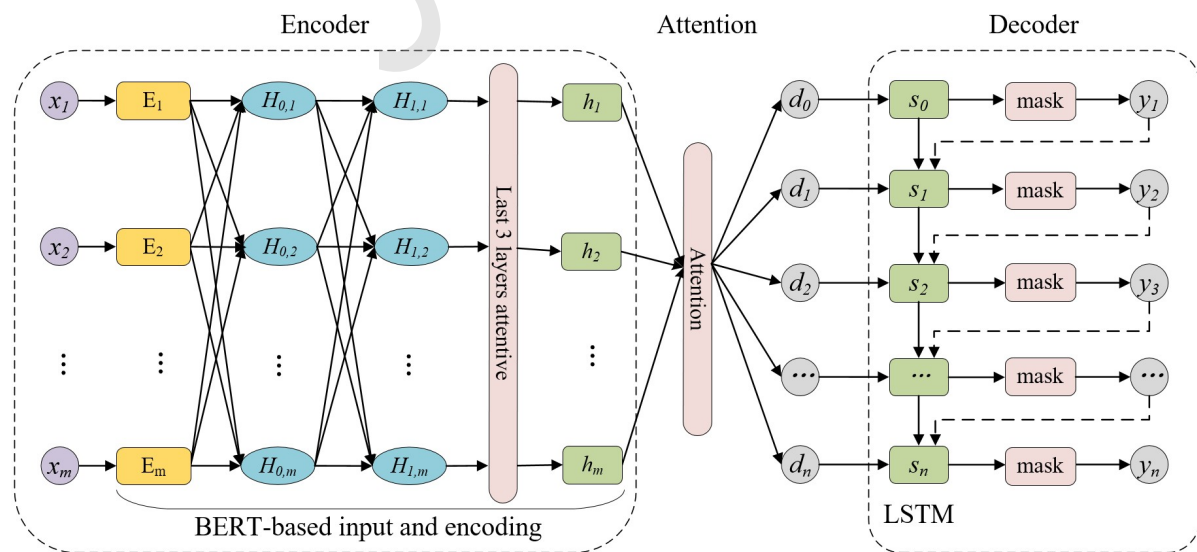 Encoder Attention Decoder
x1 E1 H0,1 H1,1 h1 d0 s0 mask y1
d1 s1 mask y2
x2 E2 H0,2 H1,2 h2 d2 s2 mask y3
Last 3 layers attentive
Attention
⋮ ⋮ ⋮ ⋮ ⋮ ... ... mask ...
xm Em H0,m H1,m hm dn sn mask yn
BERT-based input and encoding LSTM